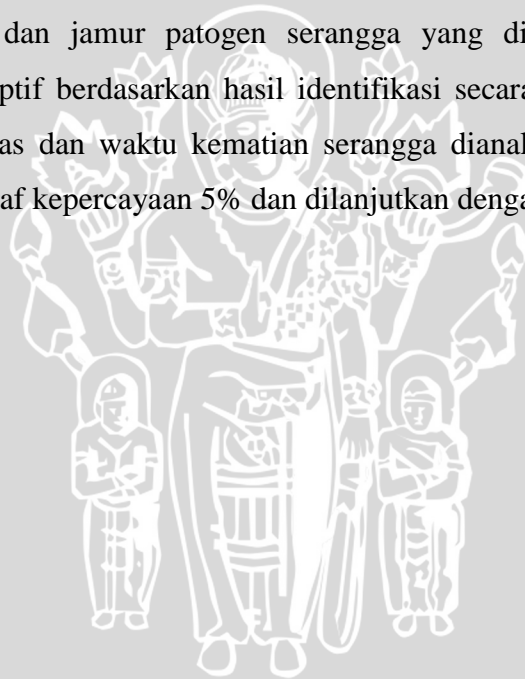 dan jamur patogen serangga yang di
ptif berdasarkan hasil identifikasi secara
as dan waktu kematian serangga dianal
af kepercayaan 5% dan dilanjutkan denga